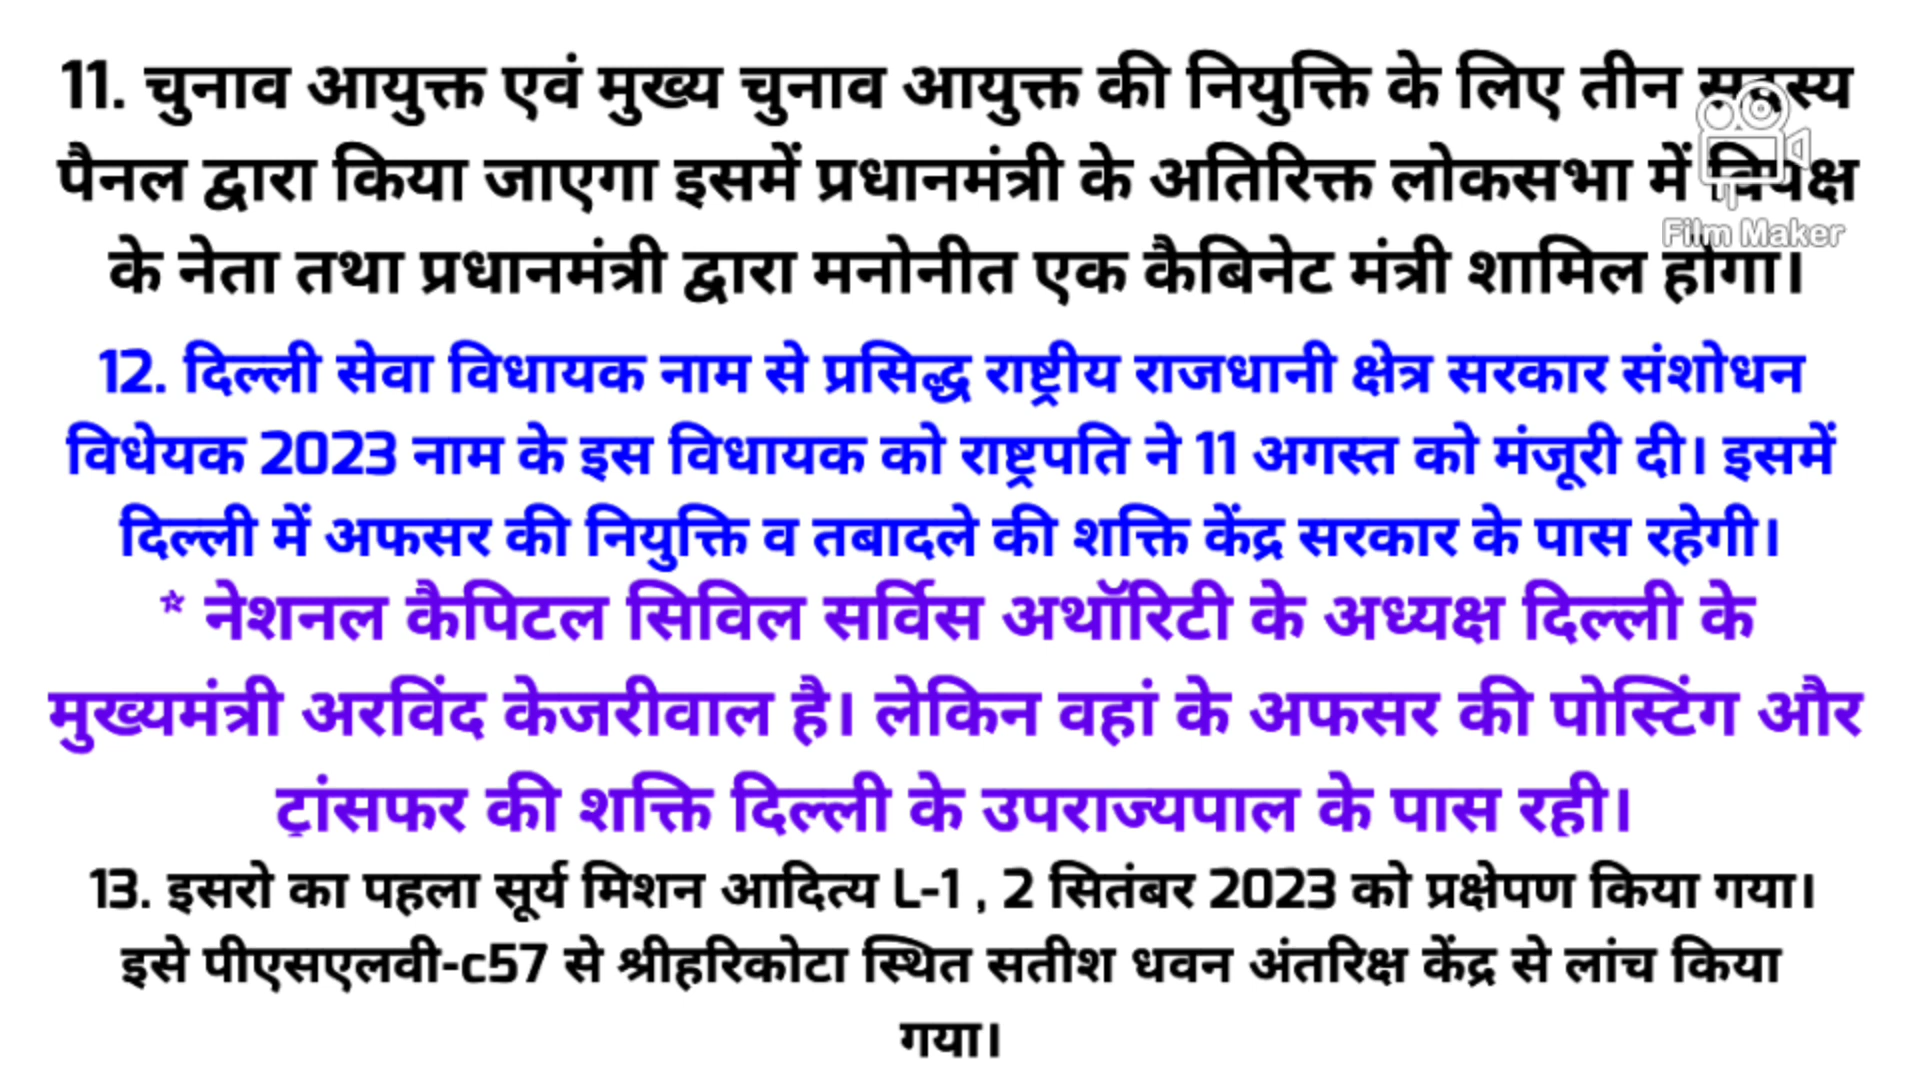 11. चुनाव आयुक्त एवं मुख्य चुनाव आयुक्त की नियुक्ति के लिए तीन सदस्य
पैनल द्वारा किया जाएगा इसमें प्रधानमंत्री के अतिरिक्त लोकसभा में विपक्ष
Film Maker
के नेता तथा प्रधानमंत्री द्वारा मनोनीत एक कैबिनेट मंत्री शामिल होगा।
12. दिल्ली सेवा विधायक नाम से प्रसिद्ध राष्ट्रीय राजधानी क्षेत्र सरकार संशोधन
विधेयक 2023 नाम के इस विधायक को राष्ट्रपति ने 11 अगस्त को मंजूरी दी। इसमें
दिल्ली में अफसर की नियुक्ति व तबादले की शक्ति केंद्र सरकार के पास रहेगी।
* नेशनल कैपिटल सिविल सर्विस अथॉरिटी के अध्यक्ष दिल्ली के
मुख्यमंत्री अरविंद केजरीवाल है। लेकिन वहां के अफसर की पोस्टिंग और
ट्रांसफर की शक्ति दिल्ली के उपराज्यपाल के पास रही।
13. इसरो का पहला सूर्य मिशन आदित्य L-1 , 2 सितंबर 2023 को प्रक्षेपण किया गया।
इसे पीएसएलवी-c57 से श्रीहरिकोटा स्थित सतीश धवन अंतरिक्ष केंद्र से लांच किया
गया।